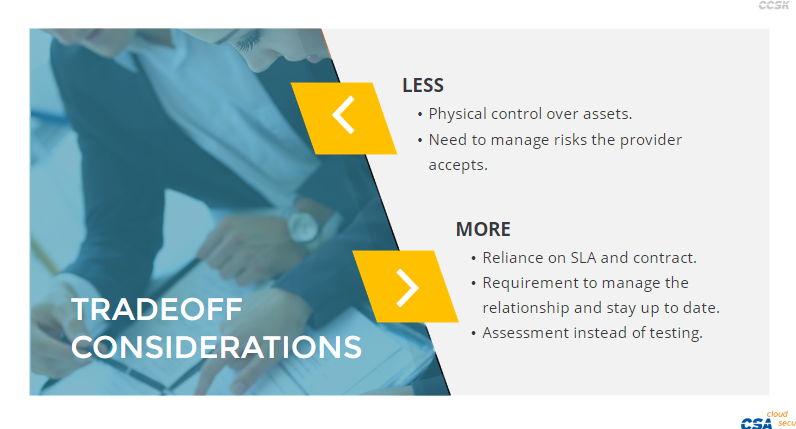 CCSK
LESS
• Physical control over assets.
• Need to manage risks the provider
accepts.
MORE
• Reliance on SLA and contract.
• Requirement to manage the
relationship and stay up to date.
• Assessment instead of testing.
TRADEOFF
CONSIDERATIONS
cloud
CSA secu